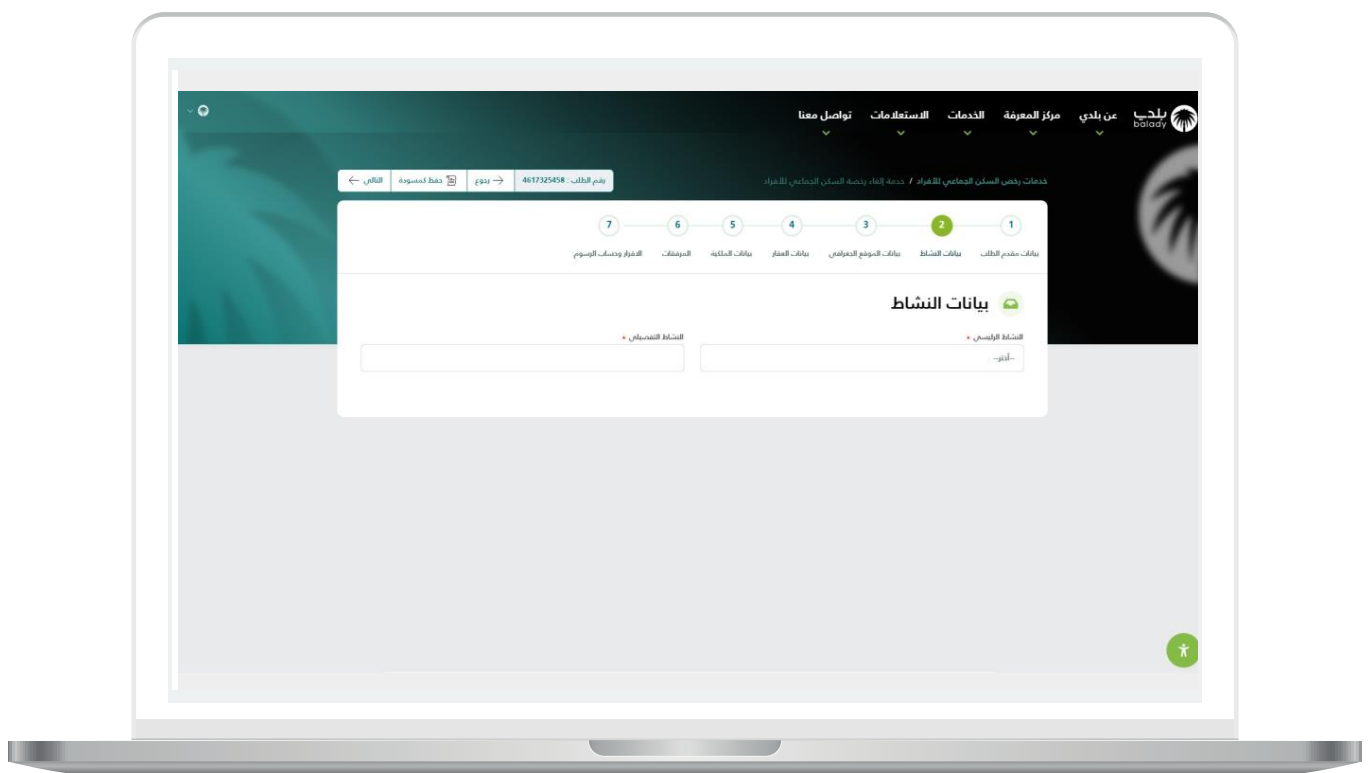 بلدي
balady
عن بلدي مركز المعرفة الخدمات الاستعلامات تواصل معنا
خدمات رخص السكن الجماعي للأفراد / خدمة إلغاء رخصة السكن الجماعي للأفراد
رقم الطلب : 4617325458 رجوع حفظ كمسودة التالي
1 2 3 4 5 6 7
بيانات مقدم الطلب بيانات النشاط بيانات الموقع الجغرافي بيانات العقار بيانات الملكية المرفقات الاقرار وحساب الرسوم
بيانات النشاط
النشاط الرئيسي * النشاط التفصيلي *
--أختر--